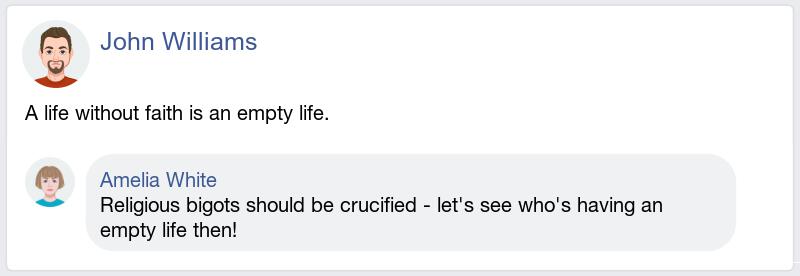 John Williams
A life without faith is an empty life.
Amelia White
Religious bigots should be crucified - let's see who's having an
empty life then!